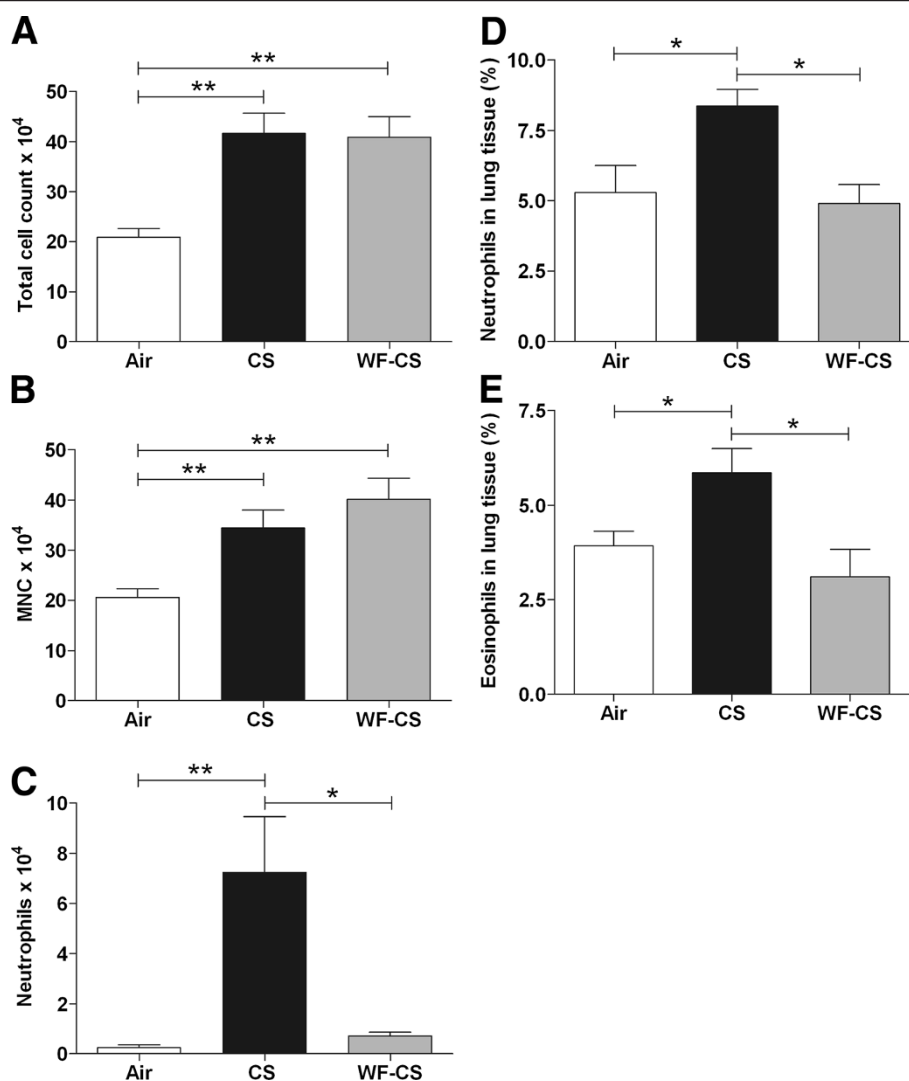 A
**
**
Total cell count x 10⁴
50
40
30
20
10
0
Air CS WF-CS
B
**
**
MNC x 10⁴
50
40
30
20
10
0
Air CS WF-CS
C
**
*
Neutrophils x 10⁴
10
8
6
4
2
0
Air CS WF-CS
D
*
*
Neutrophils in lung tissue (%)
10.0
7.5
5.0
2.5
0.0
Air CS WF-CS
E
*
*
Eosinophils in lung tissue (%)
7.5
5.0
2.5
0.0
Air CS WF-CS